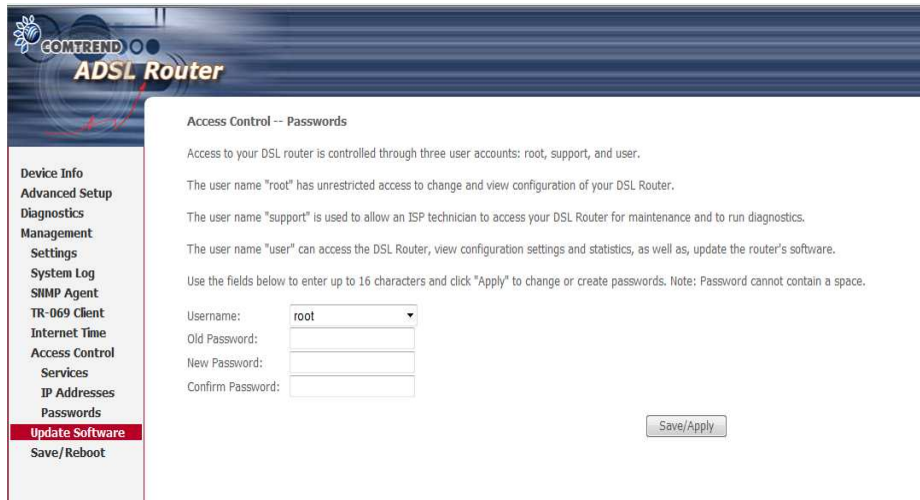 COMTREND
ADSL Router
Device Info
Advanced Setup
Diagnostics
Management
Settings
System Log
SNMP Agent
TR-069 Client
Internet Time
Access Control
Services
IP Addresses
Passwords
Update Software
Save/Reboot
Access Control -- Passwords
Access to your DSL router is controlled through three user accounts: root, support, and user.
The user name "root" has unrestricted access to change and view configuration of your DSL Router.
The user name "support" is used to allow an ISP technician to access your DSL Router for maintenance and to run diagnostics.
The user name "user" can access the DSL Router, view configuration settings and statistics, as well as, update the router's software.
Use the fields below to enter up to 16 characters and click "Apply" to change or create passwords. Note: Password cannot contain a space.
Username: root
Old Password:
New Password:
Confirm Password:
Save/Apply